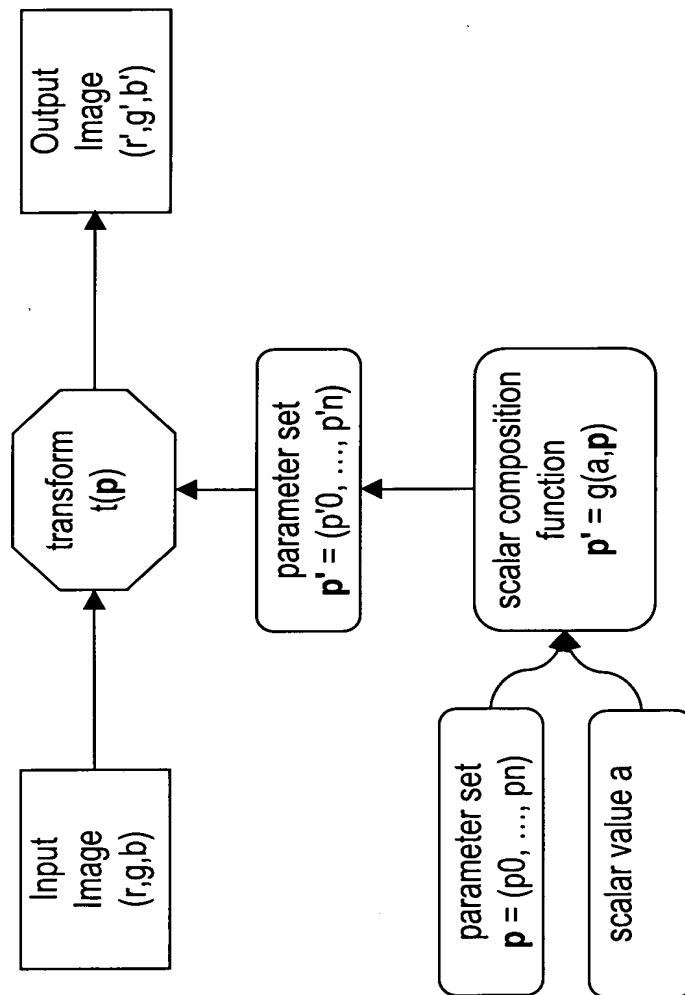 Input
Image
(r,g,b)
transform
t(p)
Output
Image
(r',g',b')
parameter set
p' = (p'0, ..., p'n)
parameter set
p = (p0, ..., pn)
scalar value a
scalar composition
function
p' = g(a,p)